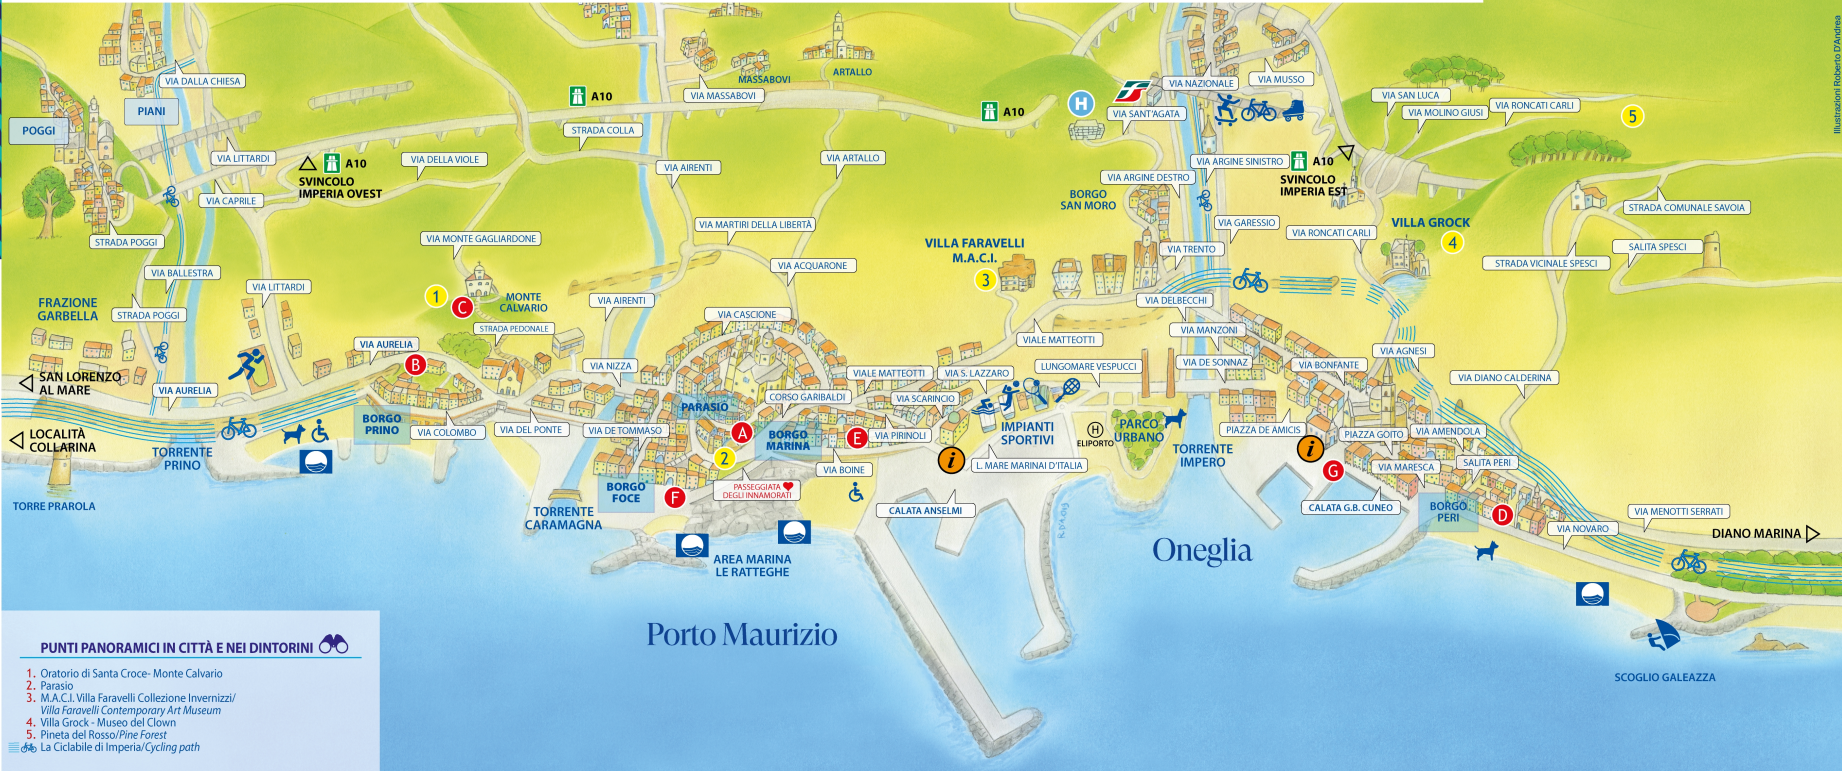 Illustrazioni Roberto D'Andrea
VIA DALLA CHIESA
PIANI
POGGI
MASSABOVI
ARTALLO
VIA MASSABOVI
A10
A10
H
VIA NAZIONALE
VIA MUSSO
VIA SANT'AGATA
VIA SAN LUCA
VIA MOLINO GIUSI
VIA RONCATI CARLI
5
STRADA COLLA
VIA LITTARDI
A10
SVINCOLO
IMPERIA OVEST
VIA DELLA VIOLE
VIA AIRENTI
VIA ARTALLO
VIA ARGINE SINISTRO
A10
SVINCOLO
IMPERIA EST
VIA ARGINE DESTRO
BORGO
SAN MORO
VIA CAPRILE
STRADA POGGI
VIA MONTE GAGLIARDONE
VIA MARTIRI DELLA LIBERTÀ
VIA GARESSIO
VIA RONCATI CARLI
VILLA GROCK
4
STRADA COMUNALE SAVOIA
SALITA SPESCI
STRADA VICINALE SPESCI
VILLA FARAVELLI
M.A.C.I.
3
VIA TRENTO
VIA BALLESTRA
VIA LITTARDI
VIA ACQUARONE
FRAZIONE
GARBELLA
STRADA POGGI
1
C
MONTE
CALVARIO
VIA AIRENTI
VIA DELBECCHI
VIA CASCIONE
STRADA PEDONALE
VIA MANZONI
VIALE MATTEOTTI
VIA AURELIA
B
VIA NIZZA
VIALE MATTEOTTI
VIA S. LAZZARO
LUNGOMARE VESPUCCI
VIA DE SONNAZ
VIA BONFANTE
VIA AGNESI
VIA DIANO CALDERINA
SAN LORENZO
AL MARE
VIA AURELIA
CORSO GARIBALDI
VIA SCARINCIO
PARASIO
BORGO
PRINO
VIA COLOMBO
VIA DEL PONTE
VIA DE TOMMASO
A
BORGO
MARINA
E
VIA PIRINOLI
IMPIANTI
SPORTIVI
H
ELIPORTO
PARCO
URBANO
TORRENTE
IMPERO
PIAZZA DE AMICIS
PIAZZA GOITO
VIA AMENDOLA
LOCALITÀ
COLLARINA
TORRENTE
PRINO
2
VIA BOINE
i
L. MARE MARINAI D'ITALIA
i
G
VIA MARESCA
SALITA PERI
BORGO
FOCE
F
PASSEGGIATA
DEGLI INNAMORATI
TORRE PRAROLA
TORRENTE
CARAMAGNA
CALATA ANSELMI
R. D'A. 2013
CALATA G.B. CUNEO
BORGO
PERI
D
VIA NOVARO
VIA MENOTTI SERRATI
DIANO MARINA
AREA MARINA
LE RATTEGHE
Oneglia
Porto Maurizio
SCOGLIO GALEAZZA
PUNTI PANORAMICI IN CITTÀ E NEI DINTORINI
1. Oratorio di Santa Croce- Monte Calvario
2. Parasio
3. M.A.C.I. Villa Faravelli Collezione Invernizzi/
Villa Faravelli Contemporary Art Museum
4. Villa Grock - Museo del Clown
5. Pineta del Rosso/Pine Forest
La Ciclabile di Imperia/Cycling path